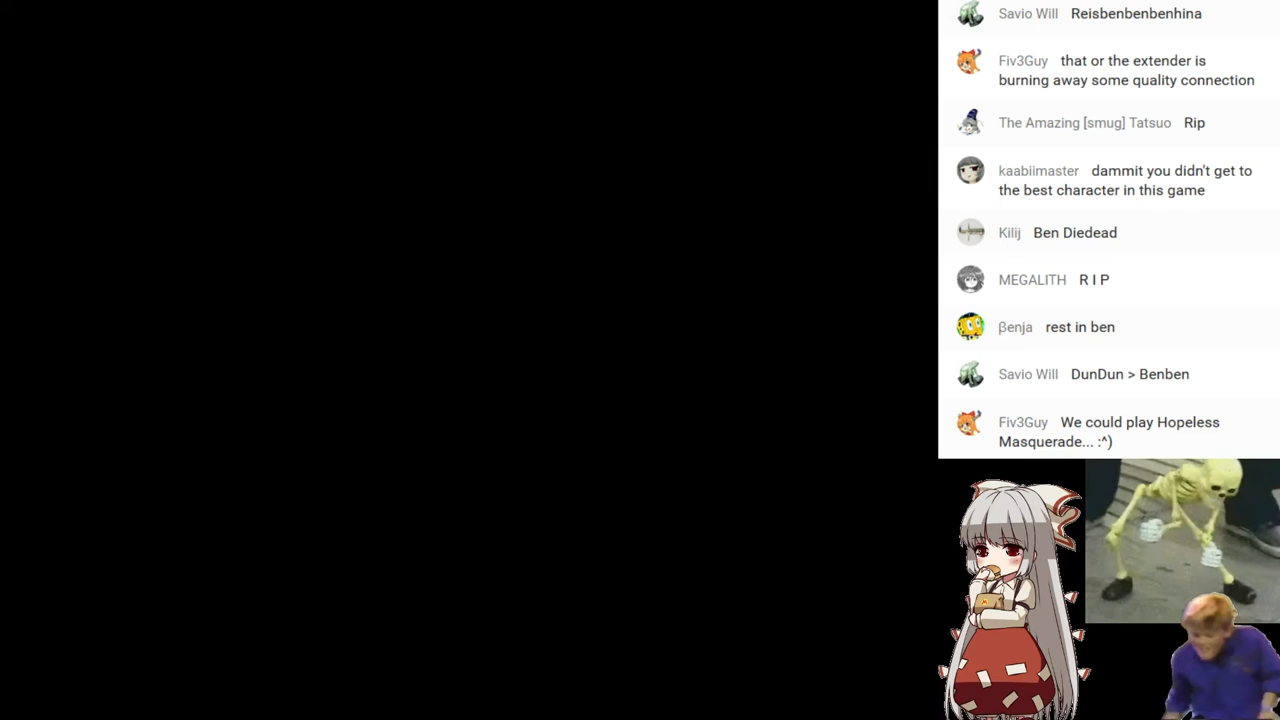 Savio Will Reisbenbenbenhina
Fiv3Guy that or the extender is
burning away some quality connection
The Amazing [smug] Tatsuo Rip
kaabiimaster dammit you didn't get to
the best character in this game
Kilij Ben Diedead
MEGALITH R I P
βenja rest in ben
Savio Will DunDun > Benben
Fiv3Guy We could play Hopeless
Masquerade... :^)